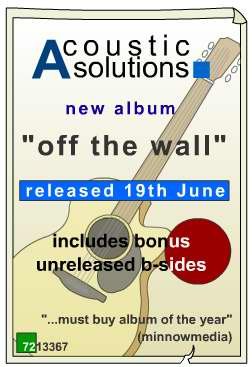 Acoustic
solutions
new album
"off the wall"
released 19th June
includes bonus
unreleased b-sides
"...must buy album of the year"
(minnowmedia)
7213367